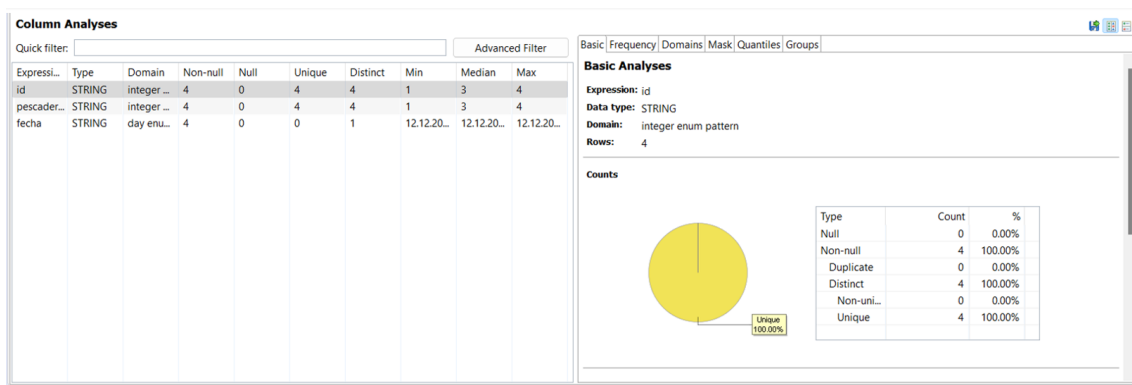 Column Analyses
Quick filter:
Advanced Filter
Expressi... Type Domain Non-null Null Unique Distinct Min Median Max
id STRING integer ... 4 0 4 4 1 3 4
pescader... STRING integer ... 4 0 4 4 1 3 4
fecha STRING day enu... 4 0 0 1 12.12.20... 12.12.20... 12.12.20...
Basic Frequency Domains Mask Quantiles Groups
Basic Analyses
Expression: id
Data type: STRING
Domain: integer enum pattern
Rows: 4
Counts
Unique
100.00%
Type Count %
Null 0 0.00%
Non-null 4 100.00%
Duplicate 0 0.00%
Distinct 4 100.00%
Non-uni... 0 0.00%
Unique 4 100.00%